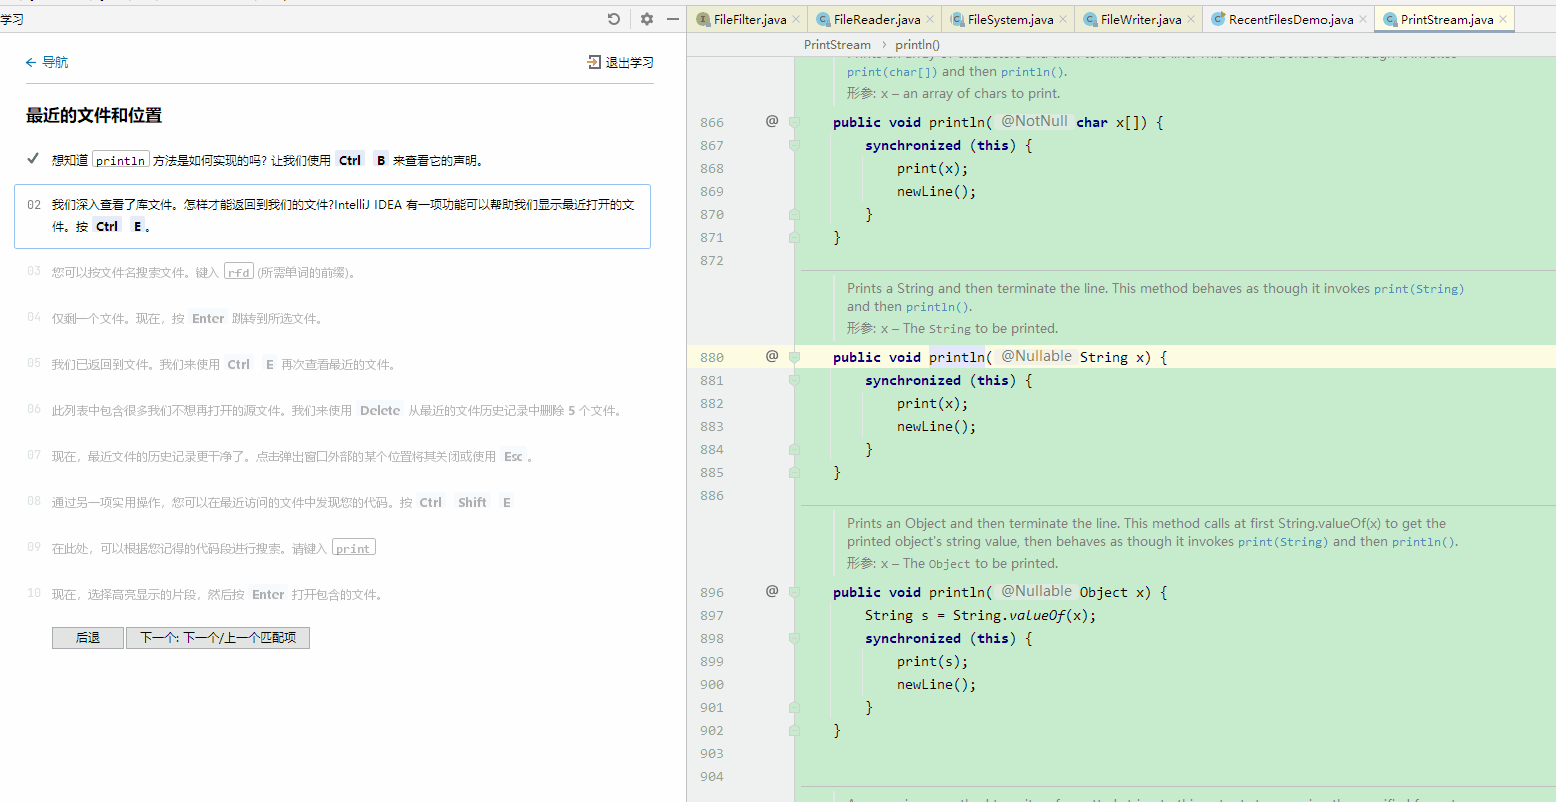 学习
← 导航
退出学习
最近的文件和位置
想知道 println 方法是如何实现的吗? 让我们使用 Ctrl B 来查看它的声明。
02 我们深入查看了库文件。怎样才能返回到我们的文件?IntelliJ IDEA 有一项功能可以帮助我们显示最近打开的文
件。按 Ctrl E 。
03 您可以按文件名搜索文件。键入 rfd (所需单词的前缀)。
04 仅剩一个文件。现在，按 Enter 跳转到所选文件。
05 我们已返回到文件。我们来使用 Ctrl E 再次查看最近的文件。
06 此列表中包含很多我们不想再打开的源文件。我们来使用 Delete 从最近的文件历史记录中删除 5 个文件。
07 现在，最近文件的历史记录更干净了。点击弹出窗口外部的某个位置将其关闭或使用 Esc 。
08 通过另一项实用操作，您可以在最近访问的文件中发现您的代码。按 Ctrl Shift E
09 在此处，可以根据您记得的代码段进行搜索。请键入 print
10 现在，选择高亮显示的片段，然后按 Enter 打开包含的文件。
后退 下一个: 下一个/上一个匹配项
FileFilter.java FileReader.java FileSystem.java FileWriter.java RecentFilesDemo.java PrintStream.java
PrintStream › println()
print(char[]) and then println().
形参: x – an array of chars to print.
866 @ public void println( @NotNull char x[]) {
867 synchronized (this) {
868 print(x);
869 newLine();
870 }
871 }
872
Prints a String and then terminate the line. This method behaves as though it invokes print(String)
and then println().
形参: x – The String to be printed.
880 @ public void println( @Nullable String x) {
881 synchronized (this) {
882 print(x);
883 newLine();
884 }
885 }
886
Prints an Object and then terminate the line. This method calls at first String.valueOf(x) to get the
printed object's string value, then behaves as though it invokes print(String) and then println().
形参: x – The Object to be printed.
896 @ public void println( @Nullable Object x) {
897 String s = String.valueOf(x);
898 synchronized (this) {
899 print(s);
900 newLine();
901 }
902 }
903
904